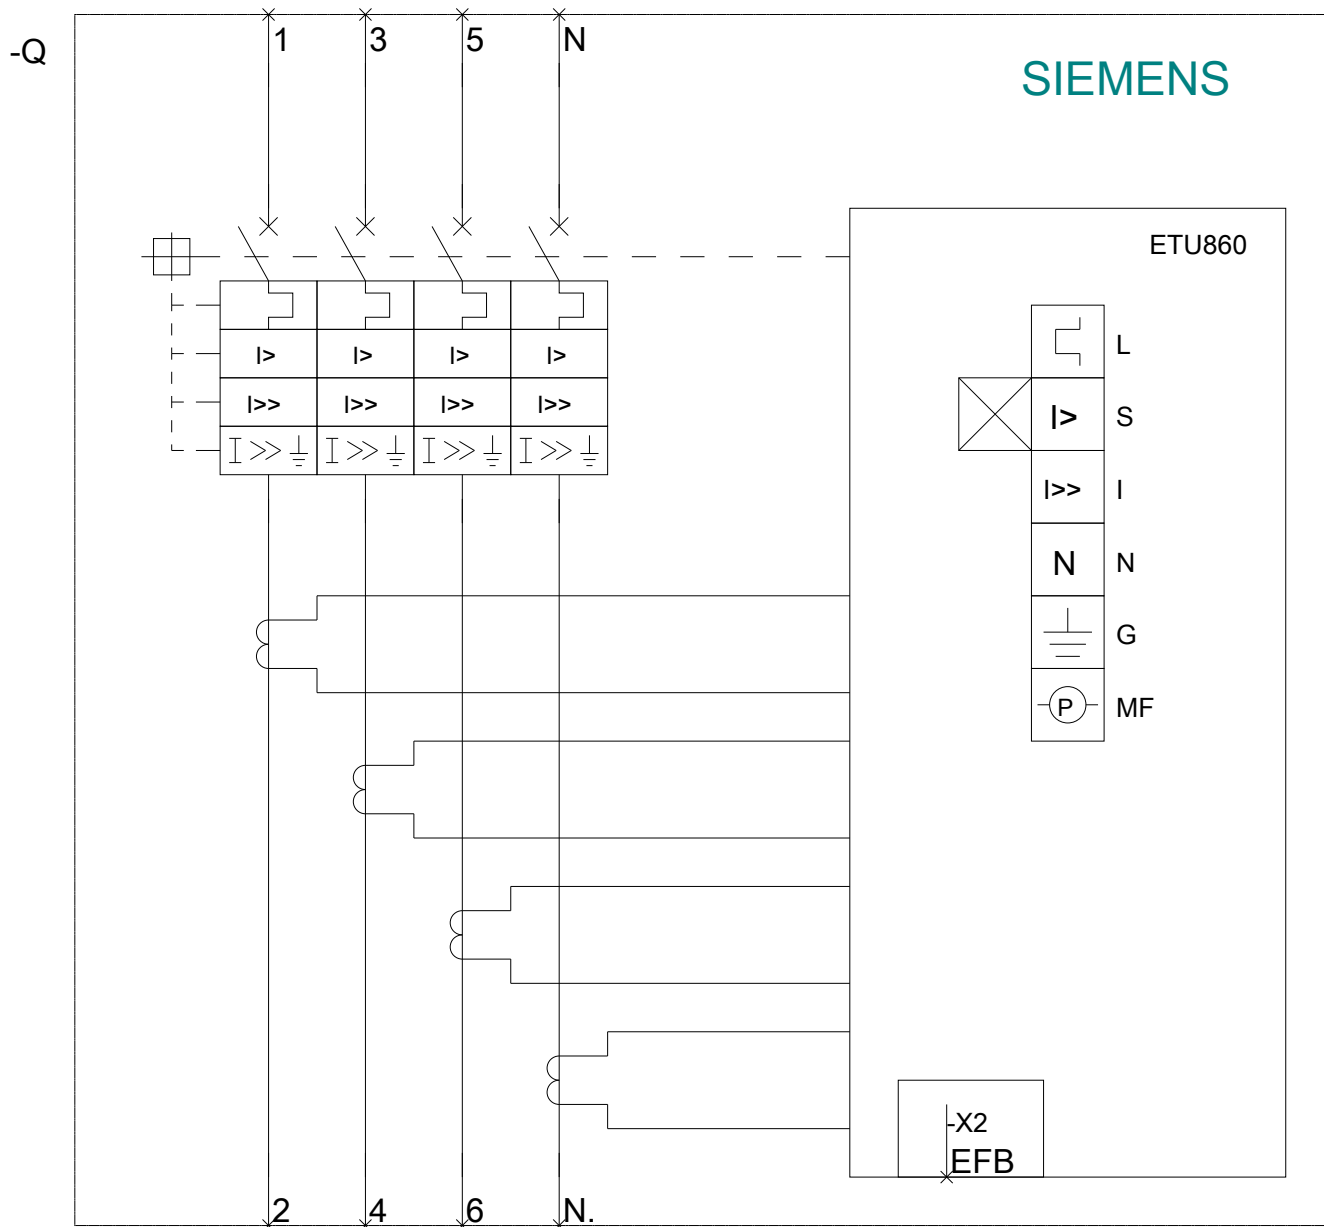 1 3 5 N
-Q
SIEMENS
ETU860
L
I> I> I> I>
I>> I>> I>> I>>
I>> I>> I>> I>>
I> S
I>> I
N N
G
P MF
-X2
EFB
2 4 6 N.